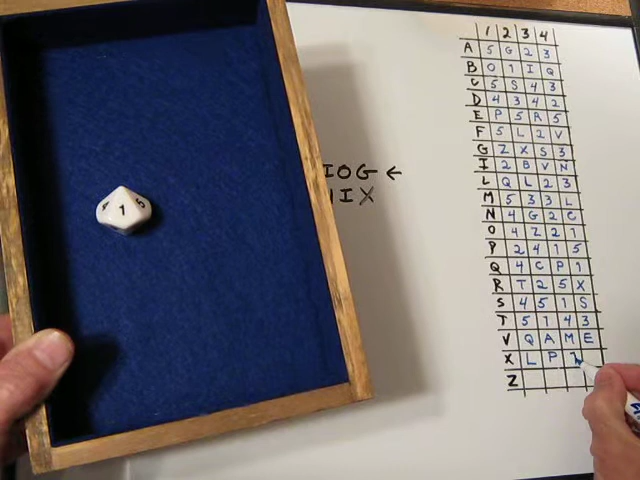 1 2 3 4
A 5 G 2 3
B 0 1 I Q
C 5 S 4 3
D 4 3 4 2
E P 5 R 5
F 5 L 2 V
G Z X S 3
I 2 B V N
L Q L 2 3
M 5 3 3 L
N 4 G 2 C
O 4 Z 2 1
P 2 4 1 5
Q 4 C P 1
R T 2 5 X
S 4 5 1 S
T 5 1 4 3
V Q A M E
X L P
Z
IOG ←
IX
4 1 5